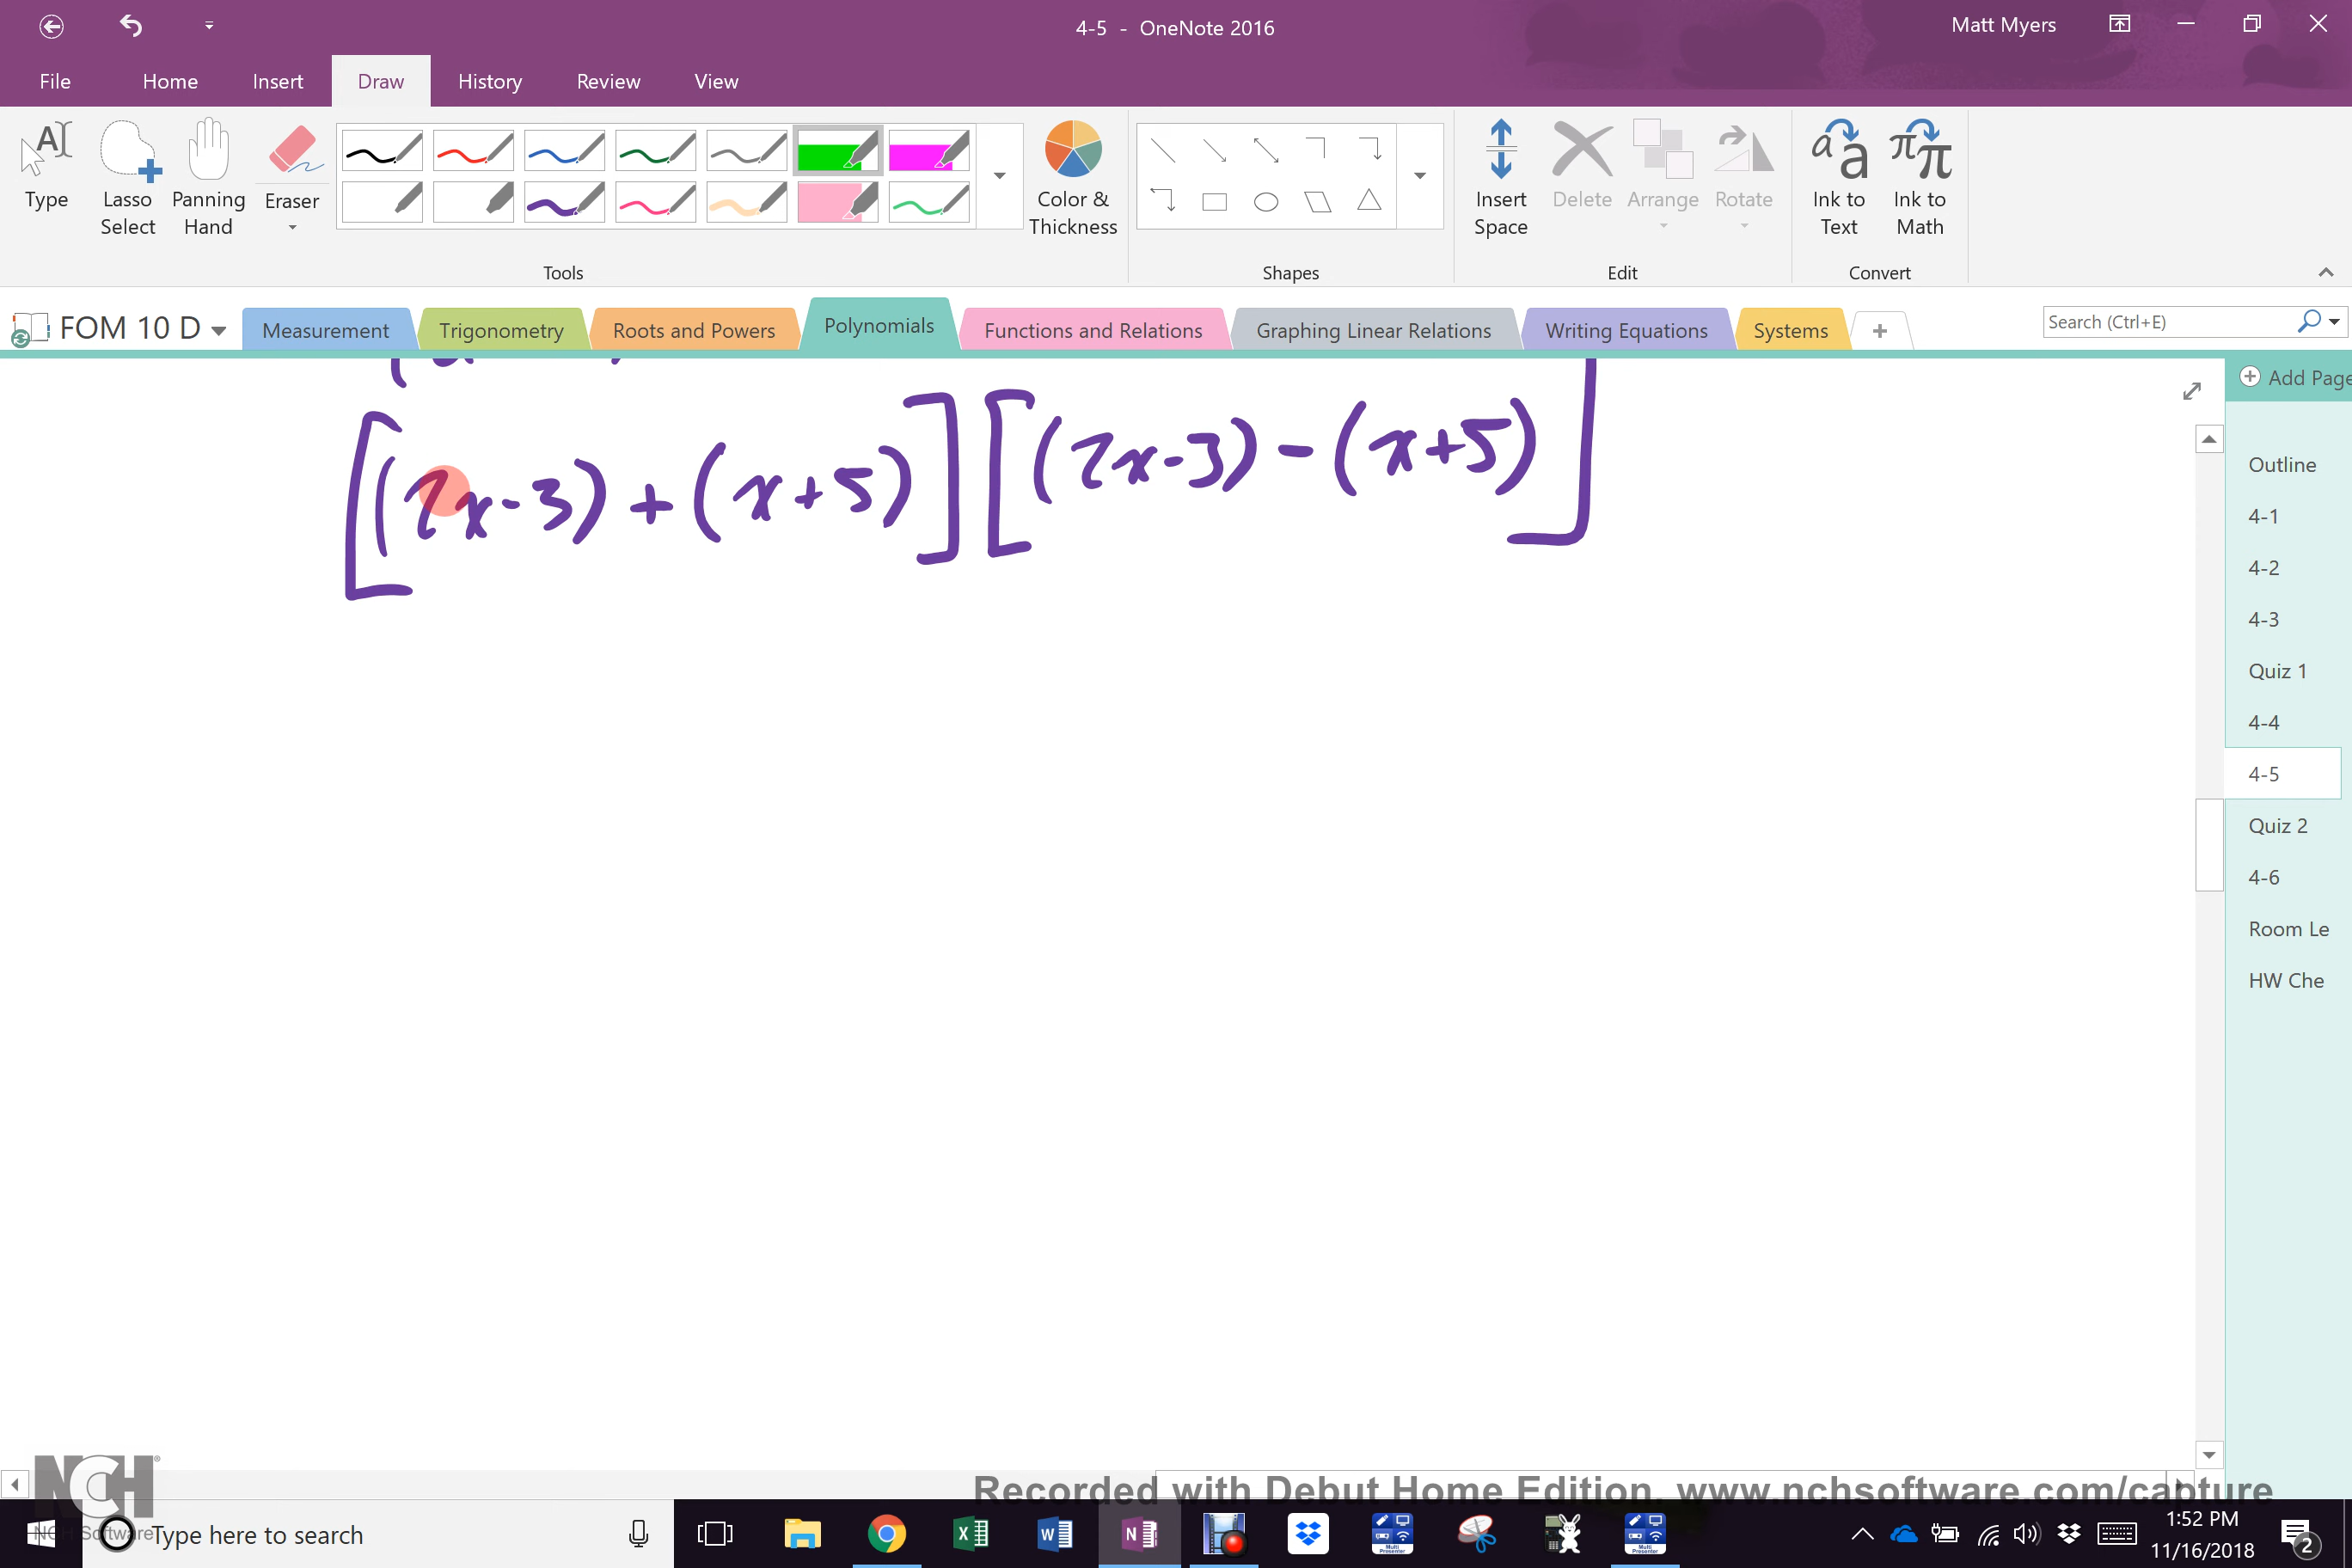 4-5 - OneNote 2016
Matt Myers
File Home Insert Draw History Review View
Type
Lasso Select
Panning Hand
Eraser
Color & Thickness
Insert Space
Delete
Arrange
Rotate
Ink to Text
Ink to Math
Tools
Shapes
Edit
Convert
FOM 10 D
Measurement
Trigonometry
Roots and Powers
Polynomials
Functions and Relations
Graphing Linear Relations
Writing Equations
Systems
Search (Ctrl+E)
Add Page
[(2x-3)+(x+5)][(2x-3)-(x+5)]
Outline
4-1
4-2
4-3
Quiz 1
4-4
4-5
Quiz 2
4-6
Room Le
HW Che
NCH
NCH Software
Recorded with Debut Home Edition. www.nchsoftware.com/capture
Type here to search
1:52 PM
11/16/2018
2